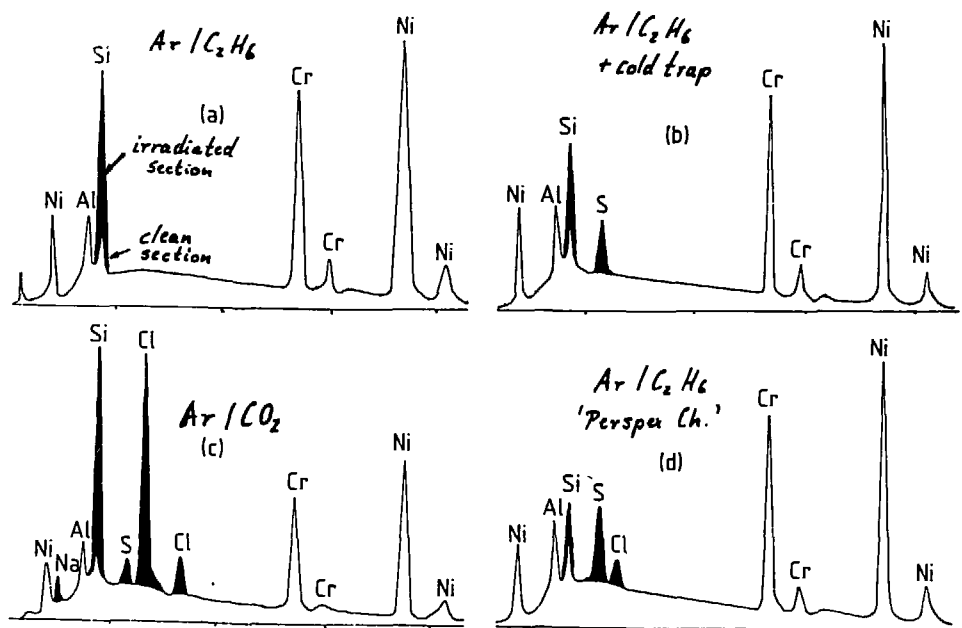 Ar / C2H6
(a)
Si
irradiated
section
Ni
Al
clean
section
Cr
Cr
Ni
Ni
Ar / C2H6
+ cold trap
(b)
Ni
Al
Si
S
Cr
Cr
Ni
Ni
Ar / CO2
(c)
Ni
Na
Al
Si
S
Cl
Cl
Cr
Cr
Ni
Ni
Ar / C2H6
'Perspex Ch.'
(d)
Ni
Al
Si
S
Cl
Cr
Cr
Ni
Ni